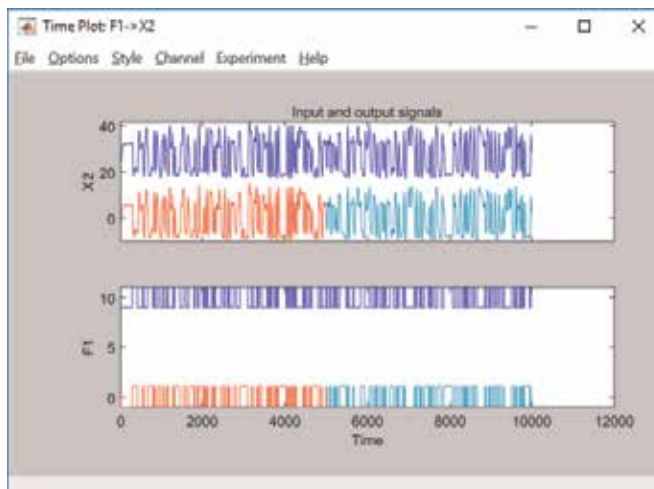 Time Plot: F1->X2
File Options Style Channel Experiment Help
Input and output signals
40
20
0
X2
10
5
0
F1
0 2000 4000 6000 8000 10000 12000
Time